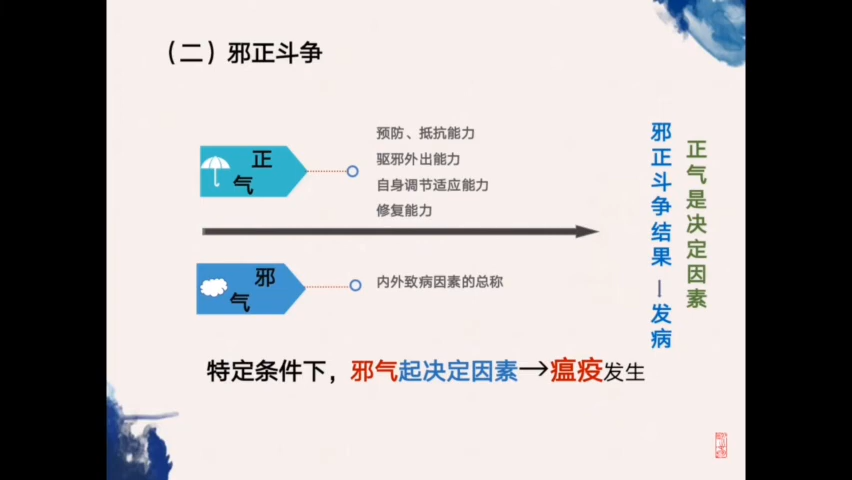 （二）邪正斗争
正气
预防、抵抗能力
驱邪外出能力
自身调节适应能力
修复能力
邪气
内外致病因素的总称
邪正斗争结果—发病
正气是决定因素
特定条件下，邪气起决定因素→瘟疫发生